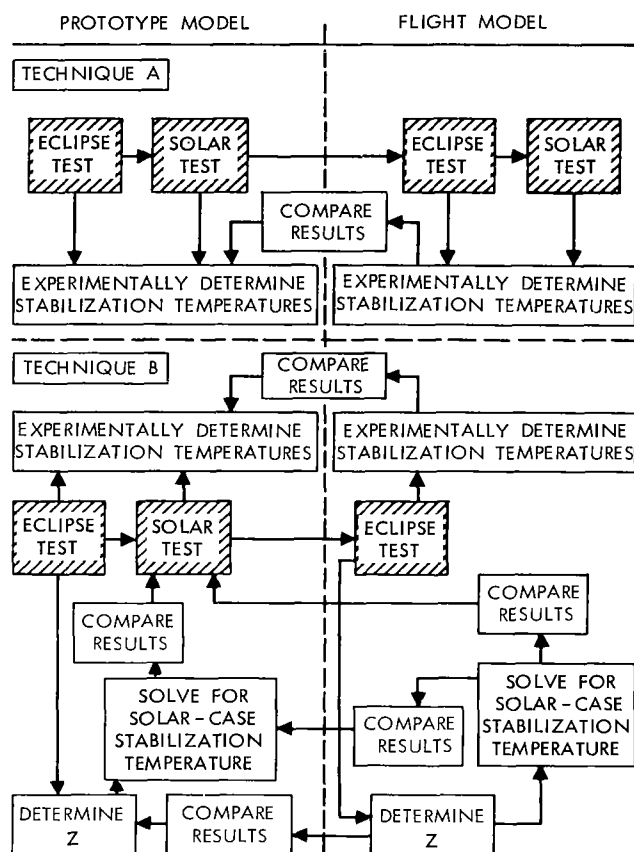 PROTOTYPE MODEL
FLIGHT MODEL
TECHNIQUE A
ECLIPSE
TEST
SOLAR
TEST
ECLIPSE
TEST
SOLAR
TEST
COMPARE
RESULTS
EXPERIMENTALLY DETERMINE
STABILIZATION TEMPERATURES
EXPERIMENTALLY DETERMINE
STABILIZATION TEMPERATURES
TECHNIQUE B
COMPARE
RESULTS
EXPERIMENTALLY DETERMINE
STABILIZATION TEMPERATURES
EXPERIMENTALLY DETERMINE
STABILIZATION TEMPERATURES
ECLIPSE
TEST
SOLAR
TEST
ECLIPSE
TEST
COMPARE
RESULTS
COMPARE
RESULTS
SOLVE FOR
SOLAR-CASE
STABILIZATION
TEMPERATURE
COMPARE
RESULTS
SOLVE FOR
SOLAR-CASE
STABILIZATION
TEMPERATURE
DETERMINE
Z
COMPARE
RESULTS
DETERMINE
Z